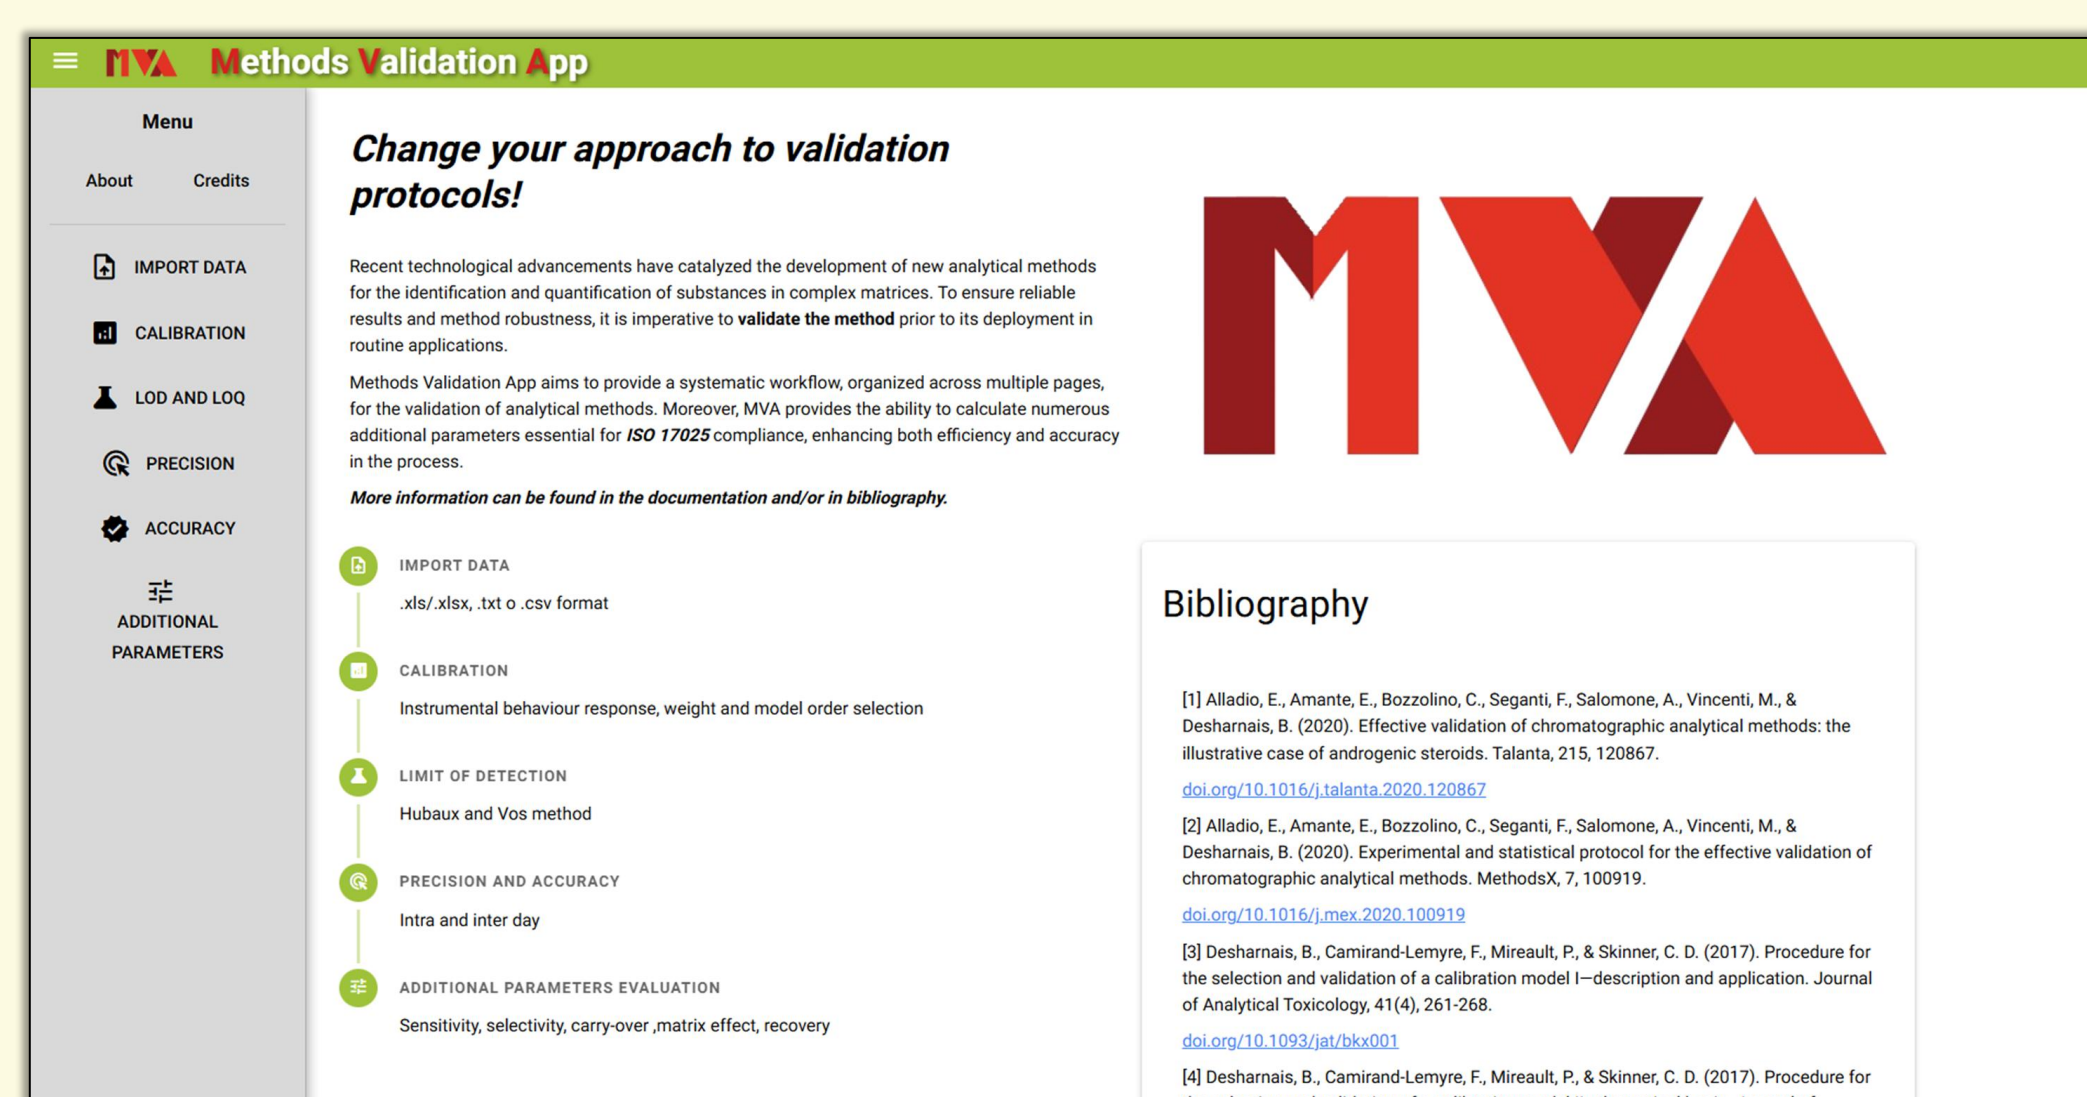 MVA Methods Validation App
Menu
About Credits
IMPORT DATA
CALIBRATION
LOD AND LOQ
PRECISION
ACCURACY
ADDITIONAL
PARAMETERS
Change your approach to validation
protocols!
Recent technological advancements have catalyzed the development of new analytical methods
for the identification and quantification of substances in complex matrices. To ensure reliable
results and method robustness, it is imperative to validate the method prior to its deployment in
routine applications.
Methods Validation App aims to provide a systematic workflow, organized across multiple pages,
for the validation of analytical methods. Moreover, MVA provides the ability to calculate numerous
additional parameters essential for ISO 17025 compliance, enhancing both efficiency and accuracy
in the process.
More information can be found in the documentation and/or in bibliography.
IMPORT DATA
.xls/.xlsx, .txt o .csv format
CALIBRATION
Instrumental behaviour response, weight and model order selection
LIMIT OF DETECTION
Hubaux and Vos method
PRECISION AND ACCURACY
Intra and inter day
ADDITIONAL PARAMETERS EVALUATION
Sensitivity, selectivity, carry-over ,matrix effect, recovery
MVA
Bibliography
[1] Alladio, E., Amante, E., Bozzolino, C., Seganti, F., Salomone, A., Vincenti, M., &
Desharnais, B. (2020). Effective validation of chromatographic analytical methods: the
illustrative case of androgenic steroids. Talanta, 215, 120867.
doi.org/10.1016/j.talanta.2020.120867
[2] Alladio, E., Amante, E., Bozzolino, C., Seganti, F., Salomone, A., Vincenti, M., &
Desharnais, B. (2020). Experimental and statistical protocol for the effective validation of
chromatographic analytical methods. MethodsX, 7, 100919.
doi.org/10.1016/j.mex.2020.100919
[3] Desharnais, B., Camirand-Lemyre, F., Mireault, P., & Skinner, C. D. (2017). Procedure for
the selection and validation of a calibration model I—description and application. Journal
of Analytical Toxicology, 41(4), 261-268.
doi.org/10.1093/jat/bkx001
[4] Desharnais, B., Camirand-Lemyre, F., Mireault, P., & Skinner, C. D. (2017). Procedure for